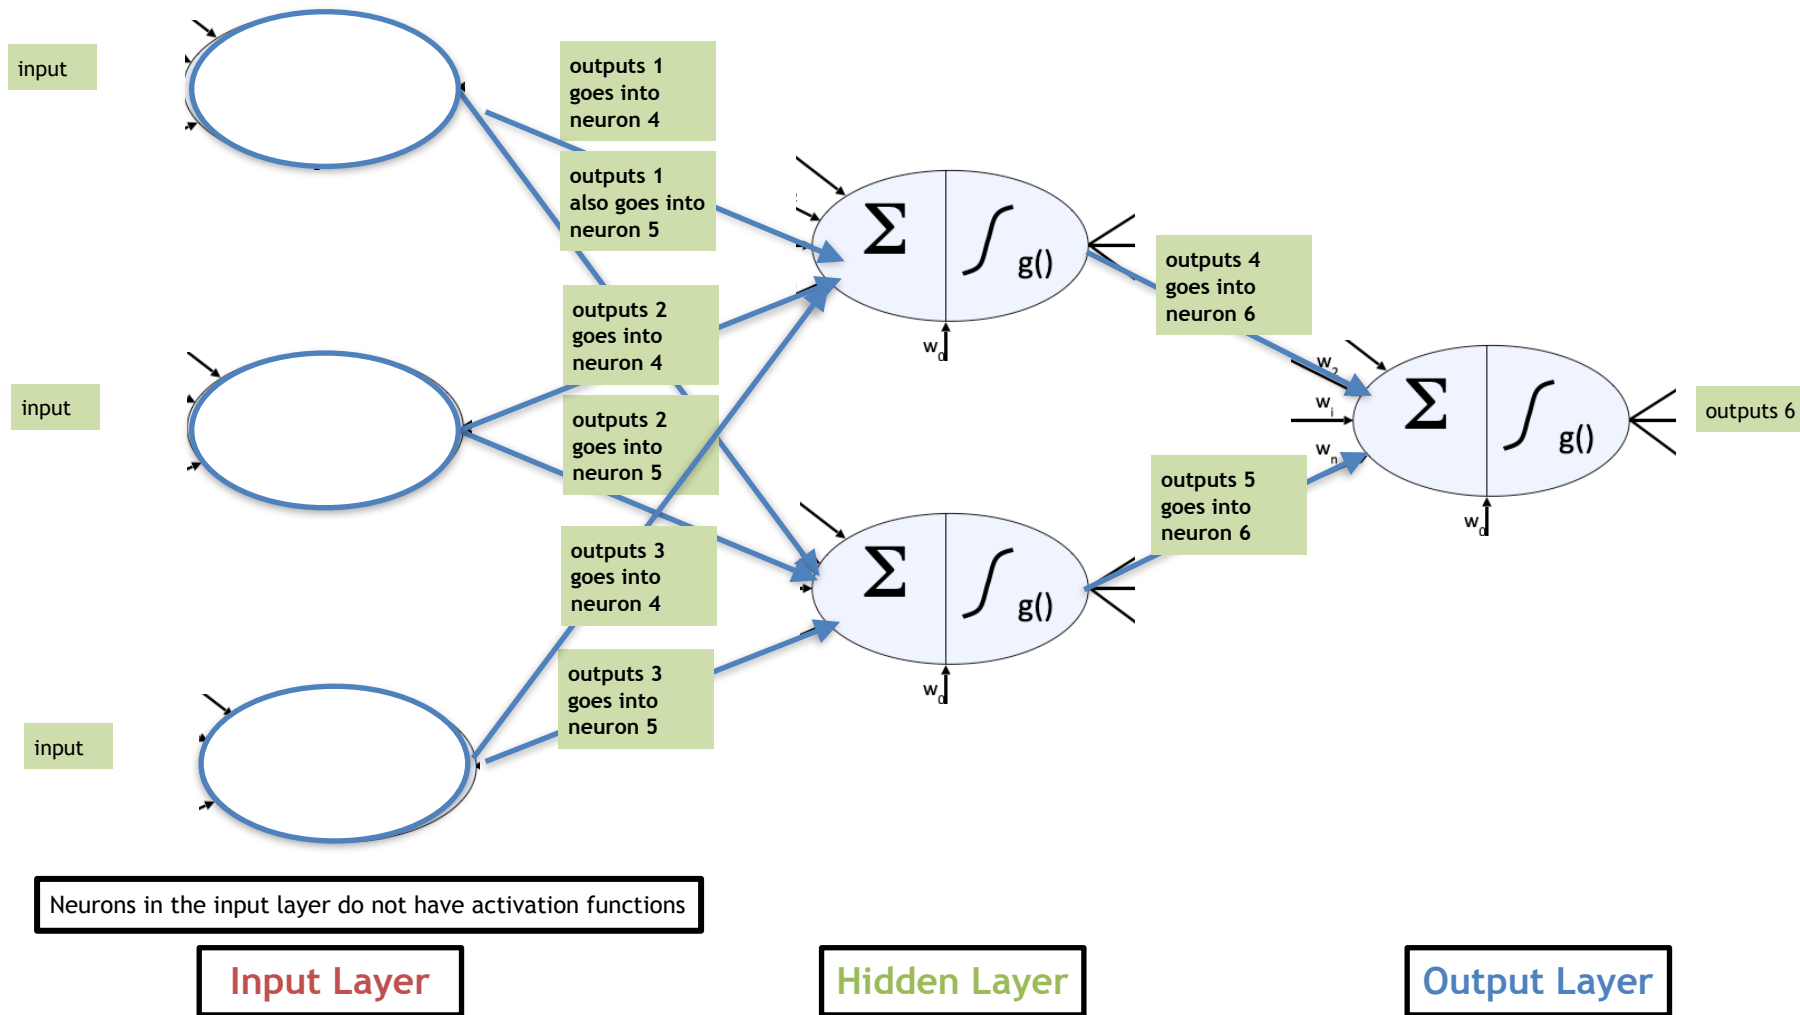 input
outputs 1
goes into
neuron 4
outputs 1
also goes into
neuron 5
Σ
g()
w0
outputs 4
goes into
neuron 6
outputs 2
goes into
neuron 4
input
outputs 2
goes into
neuron 5
w2
wi
wn
Σ
g()
w0
outputs 6
outputs 5
goes into
neuron 6
outputs 3
goes into
neuron 4
Σ
g()
w0
input
outputs 3
goes into
neuron 5
Neurons in the input layer do not have activation functions
Input Layer
Hidden Layer
Output Layer